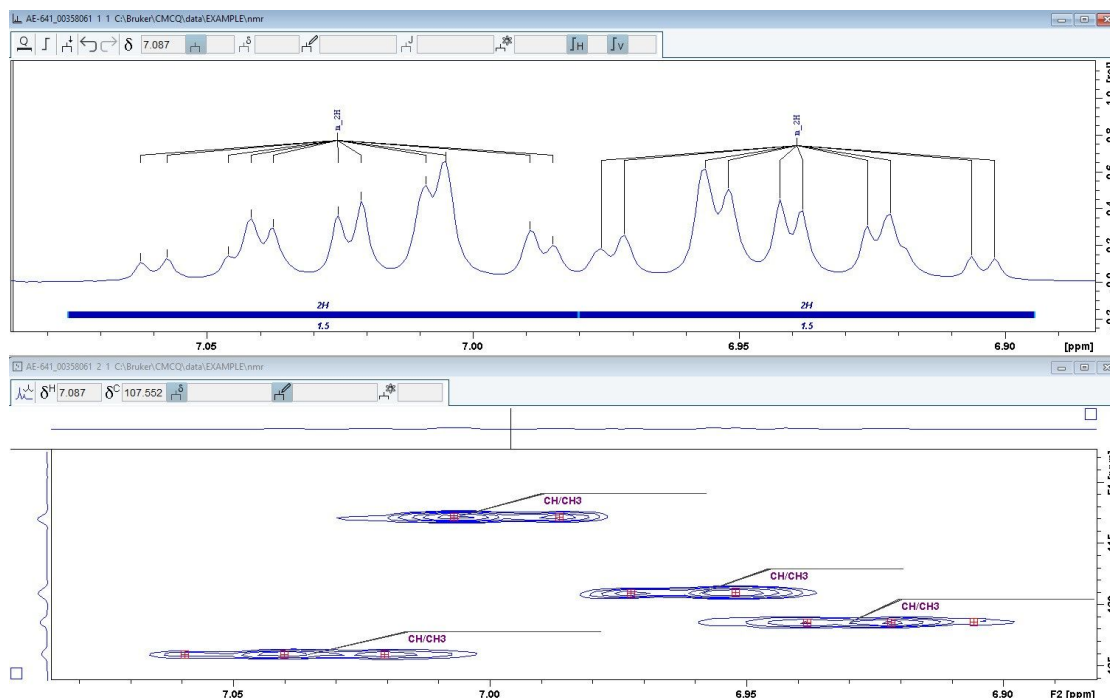 AE-641_00358061 1 1 C:\Bruker\CMCQ\data\EXAMPLE\nmr
δ 7.087
m_2H
m_2H
2H 2H
1.5 1.5
7.05 7.00 6.95 6.90 [ppm]
AE-641_00358061 2 1 C:\Bruker\CMCQ\data\EXAMPLE\nmr
δH 7.087 δC 107.552
CH/CH3
CH/CH3
CH/CH3
CH/CH3
7.05 7.00 6.95 6.90 F2 [ppm]